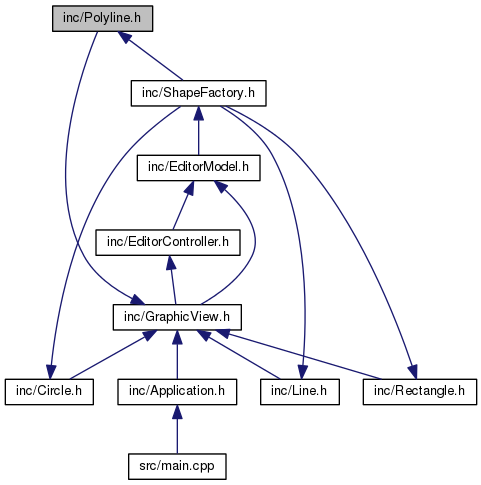 inc/Polyline.h
inc/ShapeFactory.h
inc/EditorModel.h
inc/EditorController.h
inc/GraphicView.h
inc/Circle.h
inc/Application.h
inc/Line.h
inc/Rectangle.h
src/main.cpp